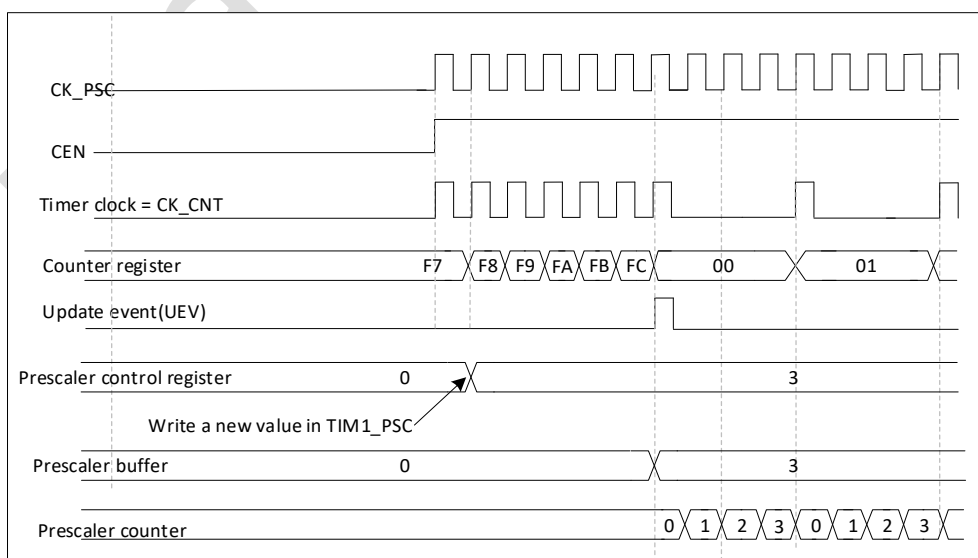 CK_PSC
CEN
Timer clock = CK_CNT
Counter register F7 F8 F9 FA FB FC 00 01
Update event(UEV)
Prescaler control register 0 3
Write a new value in TIM1_PSC
Prescaler buffer 0 3
Prescaler counter 0 1 2 3 0 1 2 3